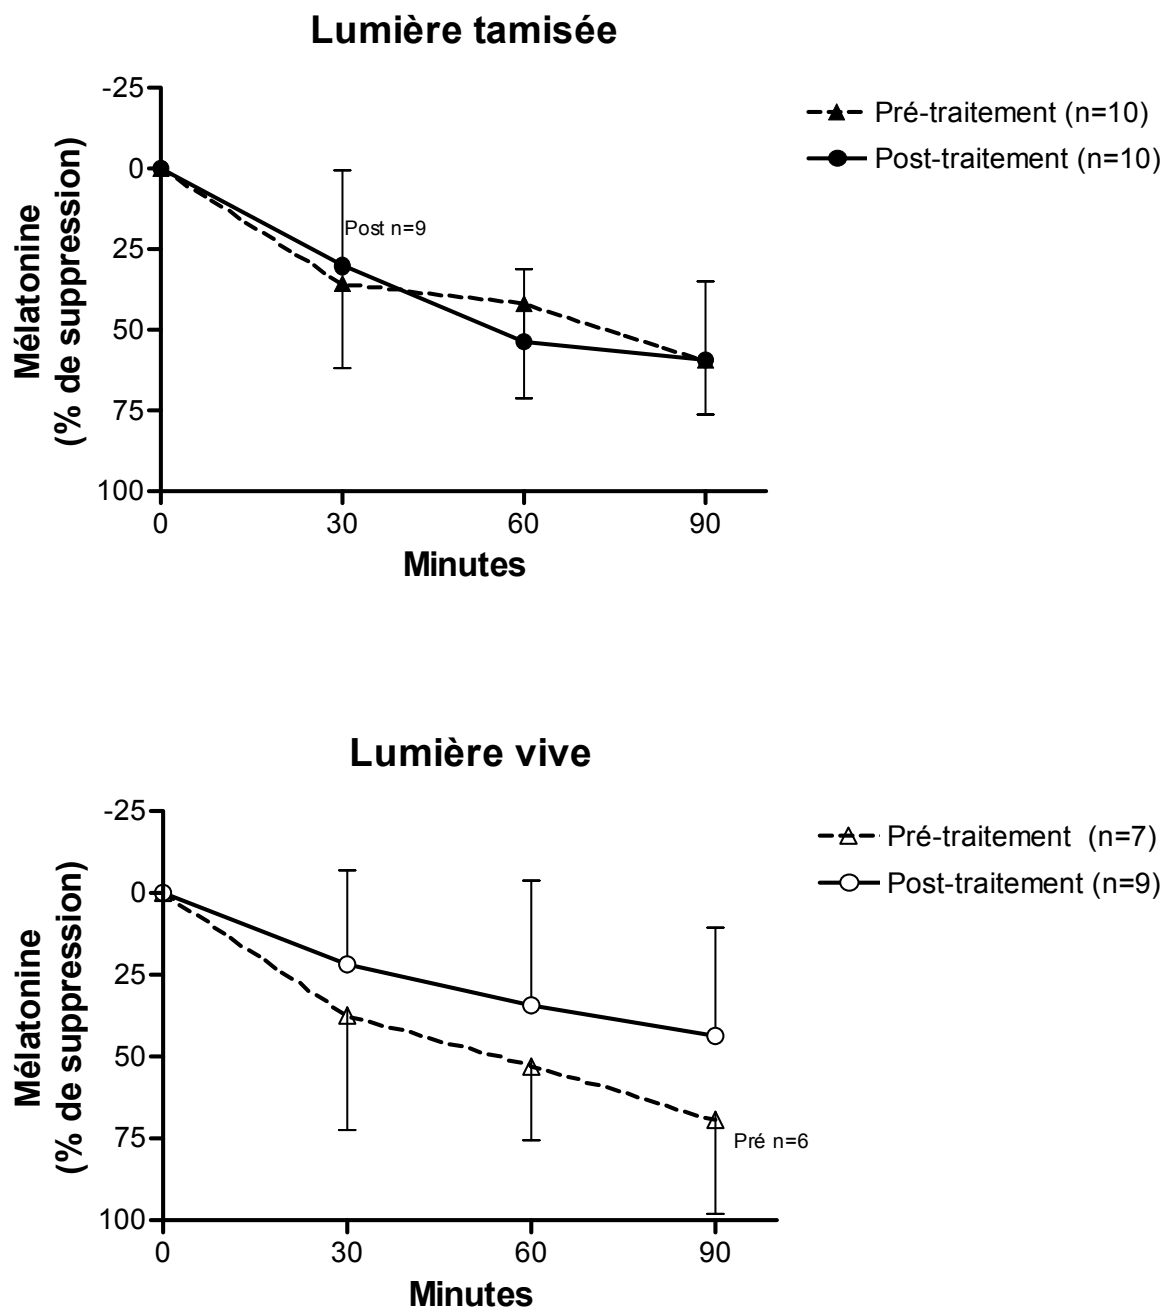 Lumière tamisée
-25
0
25
50
75
100
Mélatonine
(% de suppression)
Post n=9
Pré-traitement (n=10)
Post-traitement (n=10)
0 30 60 90
Minutes
Lumière vive
-25
0
25
50
75
100
Mélatonine
(% de suppression)
Pré-traitement (n=7)
Post-traitement (n=9)
Pré n=6
0 30 60 90
Minutes